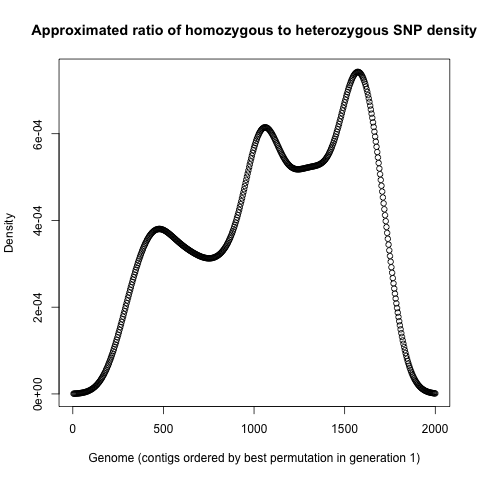 Approximated ratio of homozygous to heterozygous SNP density
Density
6e-04
4e-04
2e-04
0e+00
0 500 1000 1500 2000
Genome (contigs ordered by best permutation in generation 1)